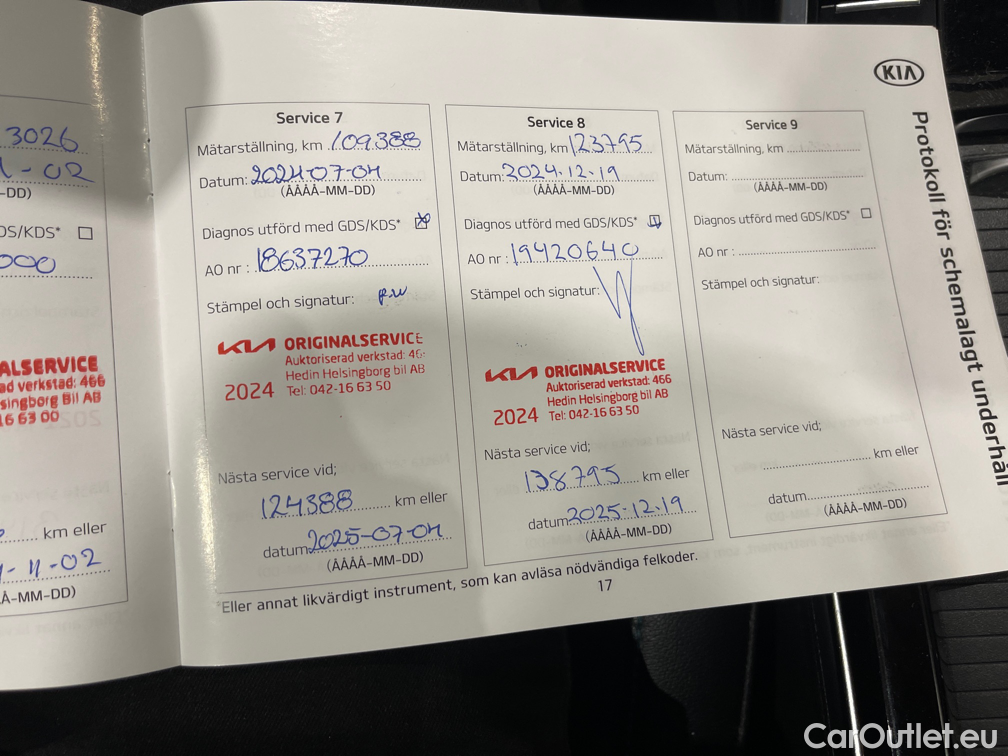 3026
-02
-DD)
DS/KDS* ☐
000
ALSERVICE
ad verkstad: 466
singborg Bil AB
16 63 00
km eller
-11-02
Å-MM-DD)
Service 7
Mätarställning, km 109388
Datum: 2024-07-04
(ÅÅÅÅ-MM-DD)
Diagnos utförd med GDS/KDS* ☒
AO nr : 18637270
Stämpel och signatur:
KIA ORIGINALSERVICE
Auktoriserad verkstad: 46
Hedin Helsingborg bil AB
2024 Tel: 042-16 63 50
Nästa service vid;
124388 km eller
datum 2025-07-04
(ÅÅÅÅ-MM-DD)
Service 8
Mätarställning, km 123795
Datum: 2024.12.19
(ÅÅÅÅ-MM-DD)
Diagnos utförd med GDS/KDS* ☑
AO nr : 19420640
Stämpel och signatur:
KIA ORIGINALSERVICE
Auktoriserad verkstad: 466
Hedin Helsingborg bil AB
2024 Tel: 042-16 63 50
Nästa service vid;
138795 km eller
datum 2025.12.19
(ÅÅÅÅ-MM-DD)
Service 9
Mätarställning, km
Datum:
(ÅÅÅÅ-MM-DD)
Diagnos utförd med GDS/KDS* ☐
AO nr :
Stämpel och signatur:
Nästa service vid;
km eller
datum
(ÅÅÅÅ-MM-DD)
*Eller annat likvärdigt instrument, som kan avläsa nödvändiga felkoder.
17
KIA
Protokoll för schemalagt underhåll
CarOutlet.eu